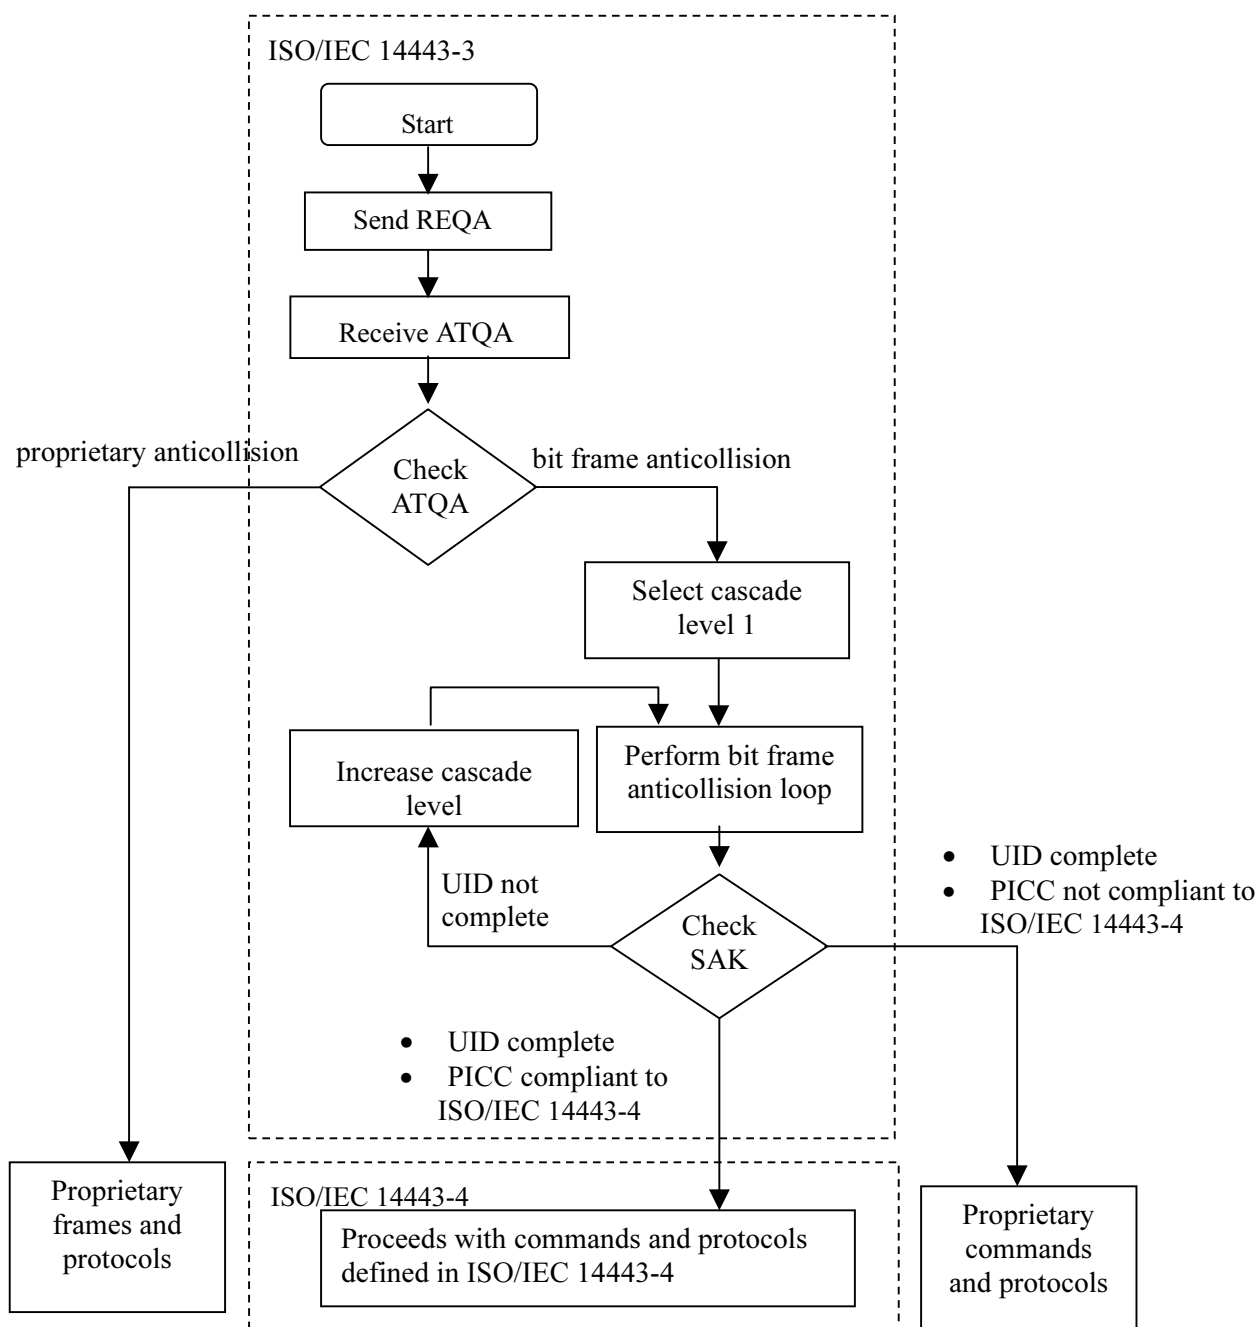 ISO/IEC 14443-3
Start
Send REQA
Receive ATQA
proprietary anticollision
Check
ATQA
bit frame anticollision
Select cascade
level 1
Increase cascade
level
Perform bit frame
anticollision loop
UID not
complete
Check
SAK
• UID complete
• PICC not compliant to
ISO/IEC 14443-4
• UID complete
• PICC compliant to
ISO/IEC 14443-4
Proprietary
frames and
protocols
ISO/IEC 14443-4
Proceeds with commands and protocols
defined in ISO/IEC 14443-4
Proprietary
commands
and protocols